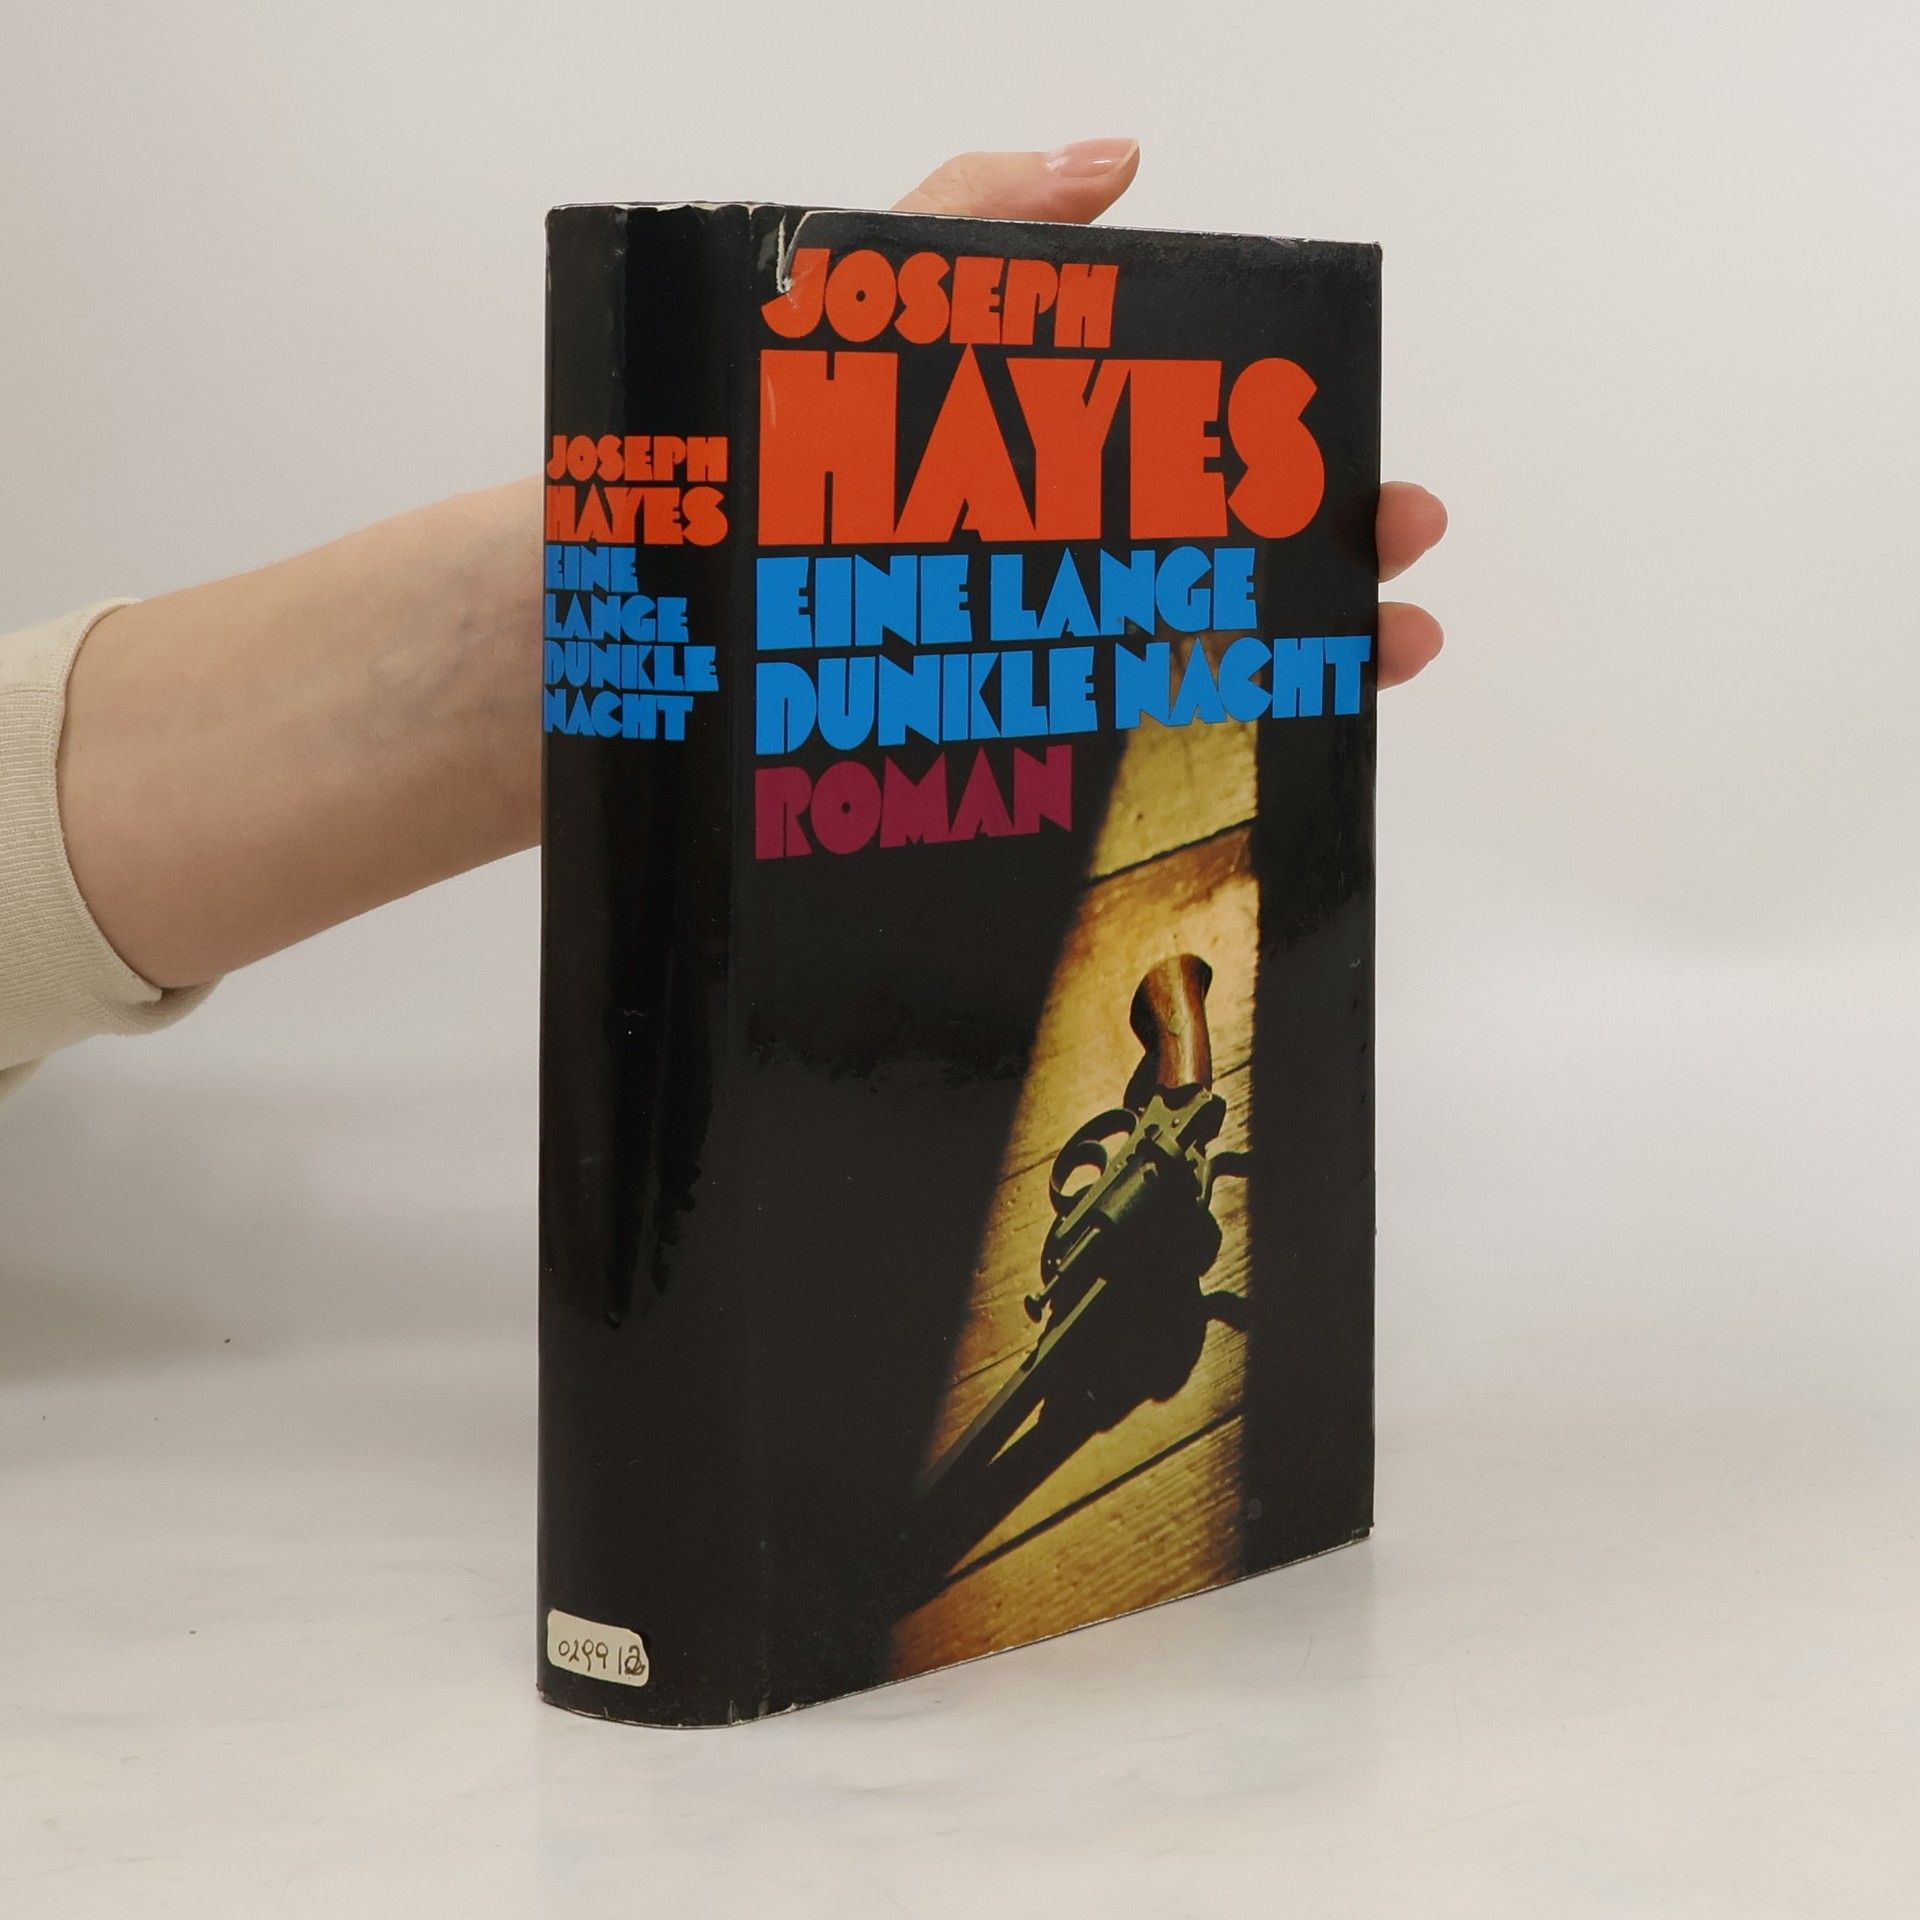 JOSEPH
HAYES
EINE
LANGE
DUNKLE
NACHT
JOSEPH
HAYES
EINE LANGE
DUNKLE NACHT
ROMAN